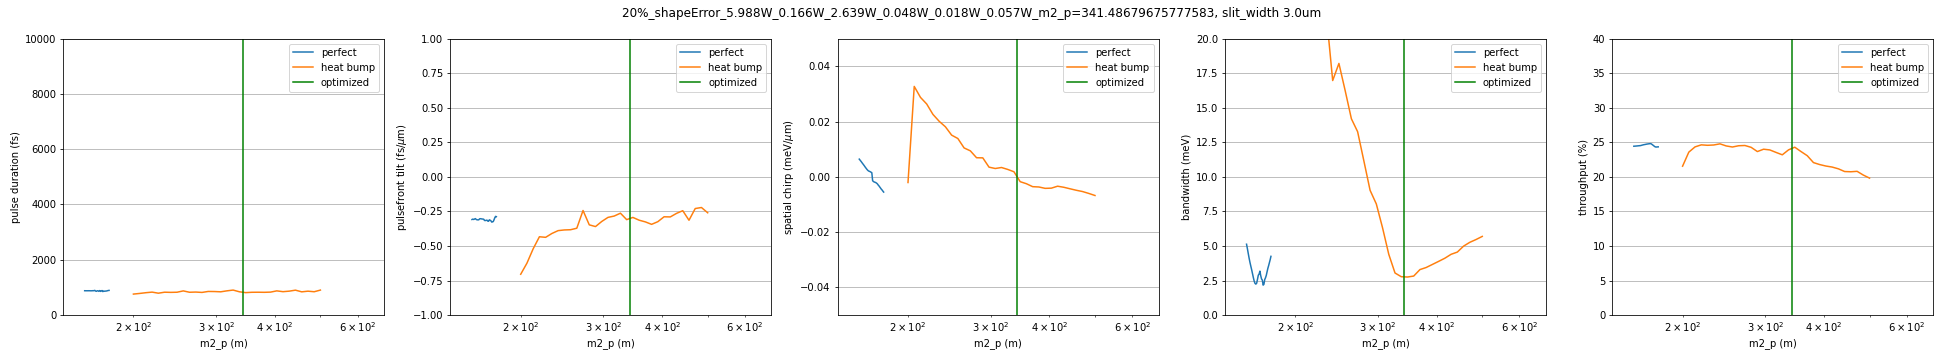 20%_shapeError_5.988W_0.166W_2.639W_0.048W_0.018W_0.057W_m2_p=341.48679675777583, slit_width 3.0um
pulse duration (fs)
10000
8000
6000
4000
2000
0
perfect
heat bump
optimized
2 × 10²
3 × 10²
4 × 10²
6 × 10²
m2_p (m)
pulsefront tilt (fs/μm)
1.00
0.75
0.50
0.25
0.00
−0.25
−0.50
−0.75
−1.00
perfect
heat bump
optimized
2 × 10²
3 × 10²
4 × 10²
6 × 10²
m2_p (m)
spatial chirp (meV/μm)
0.04
0.02
0.00
−0.02
−0.04
perfect
heat bump
optimized
2 × 10²
3 × 10²
4 × 10²
6 × 10²
m2_p (m)
bandwidth (meV)
20.0
17.5
15.0
12.5
10.0
7.5
5.0
2.5
0.0
perfect
heat bump
optimized
2 × 10²
3 × 10²
4 × 10²
6 × 10²
m2_p (m)
throughput (%)
40
35
30
25
20
15
10
5
0
perfect
heat bump
optimized
2 × 10²
3 × 10²
4 × 10²
6 × 10²
m2_p (m)